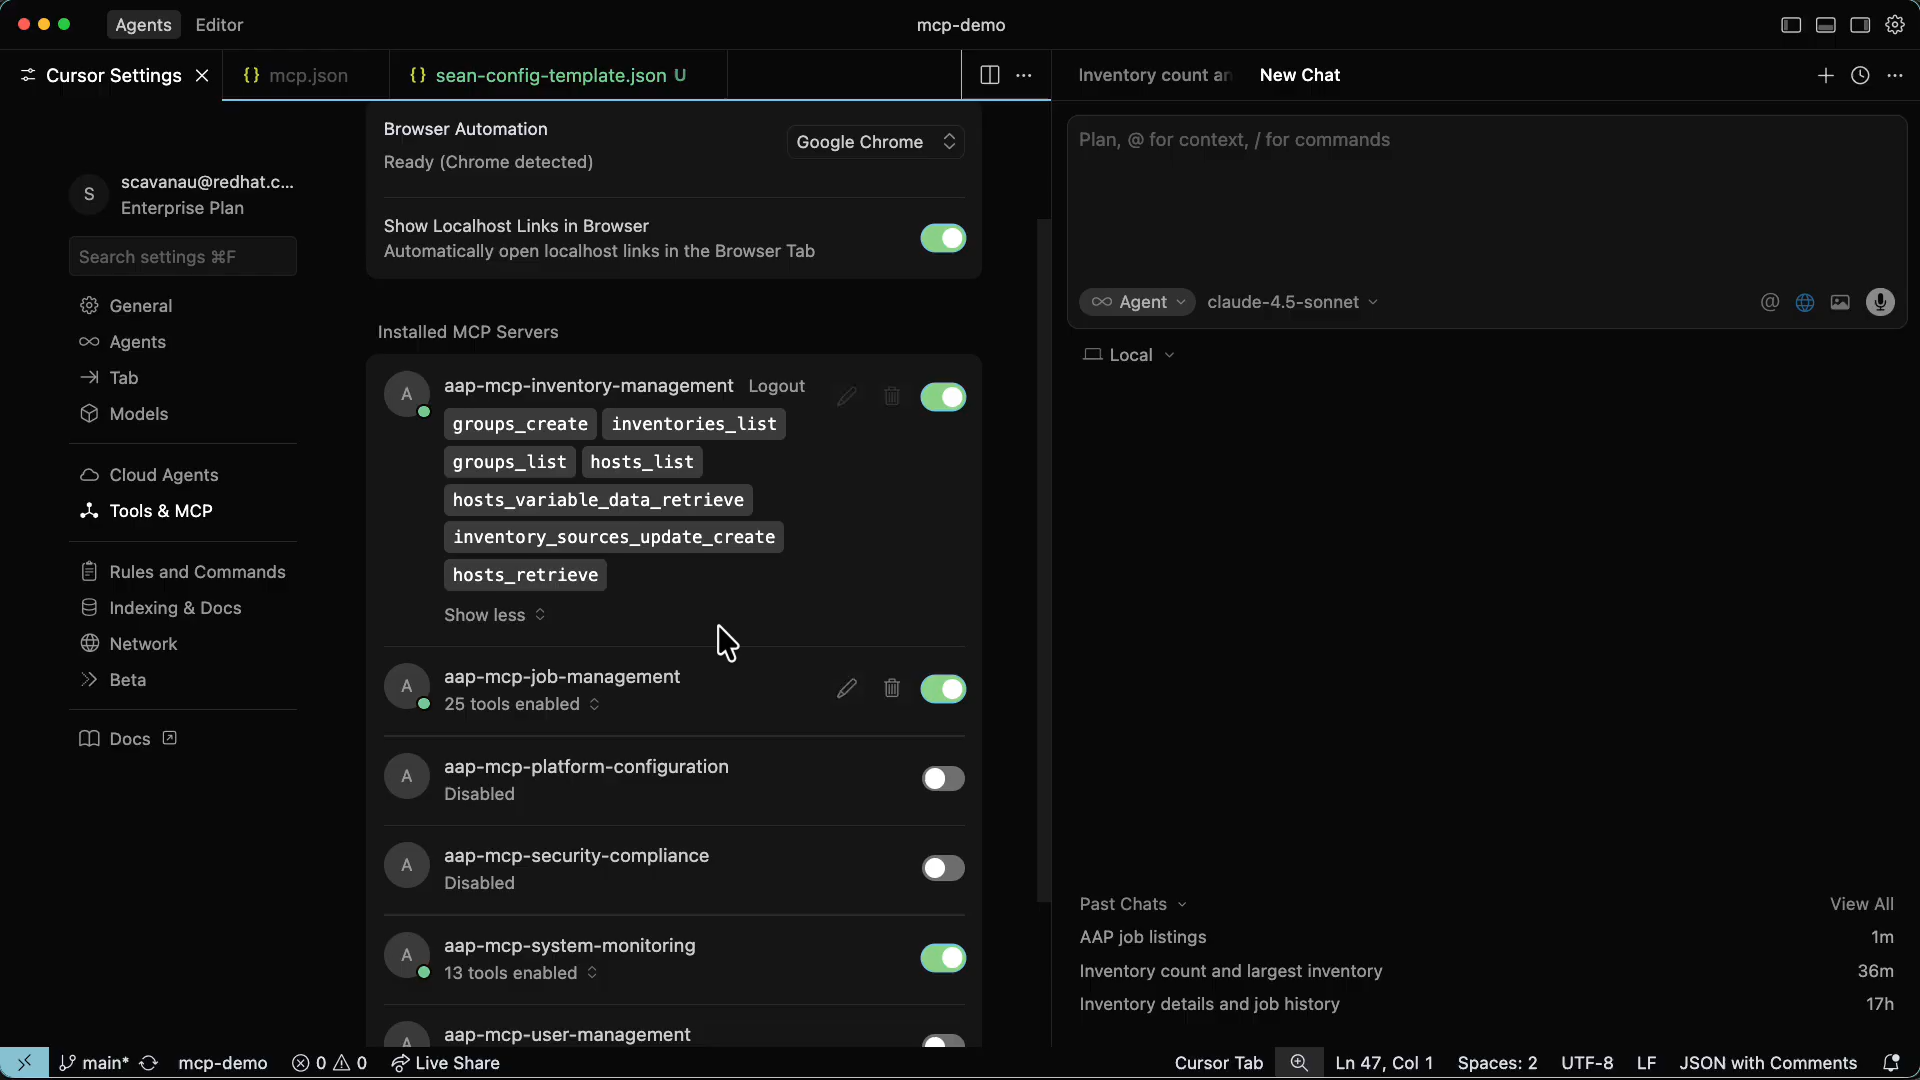 Agents Editor mcp-demo
Cursor Settings
{} mcp.json
{} sean-config-template.json U
Inventory count an
New Chat
S
scavanau@redhat.c...
Enterprise Plan
Search settings ⌘F
General
Agents
Tab
Models
Cloud Agents
Tools & MCP
Rules and Commands
Indexing & Docs
Network
Beta
Docs
Browser Automation
Ready (Chrome detected)
Google Chrome
Show Localhost Links in Browser
Automatically open localhost links in the Browser Tab
Installed MCP Servers
A
aap-mcp-inventory-management Logout
groups_create inventories_list
groups_list hosts_list
hosts_variable_data_retrieve
inventory_sources_update_create
hosts_retrieve
Show less
A
aap-mcp-job-management
25 tools enabled
A
aap-mcp-platform-configuration
Disabled
A
aap-mcp-security-compliance
Disabled
A
aap-mcp-system-monitoring
13 tools enabled
A
aap-mcp-user-management
Plan, @ for context, / for commands
∞ Agent claude-4.5-sonnet @
Local
Past Chats View All
AAP job listings 1m
Inventory count and largest inventory 36m
Inventory details and job history 17h
main* mcp-demo 0 0 Live Share Cursor Tab Ln 47, Col 1 Spaces: 2 UTF-8 LF JSON with Comments